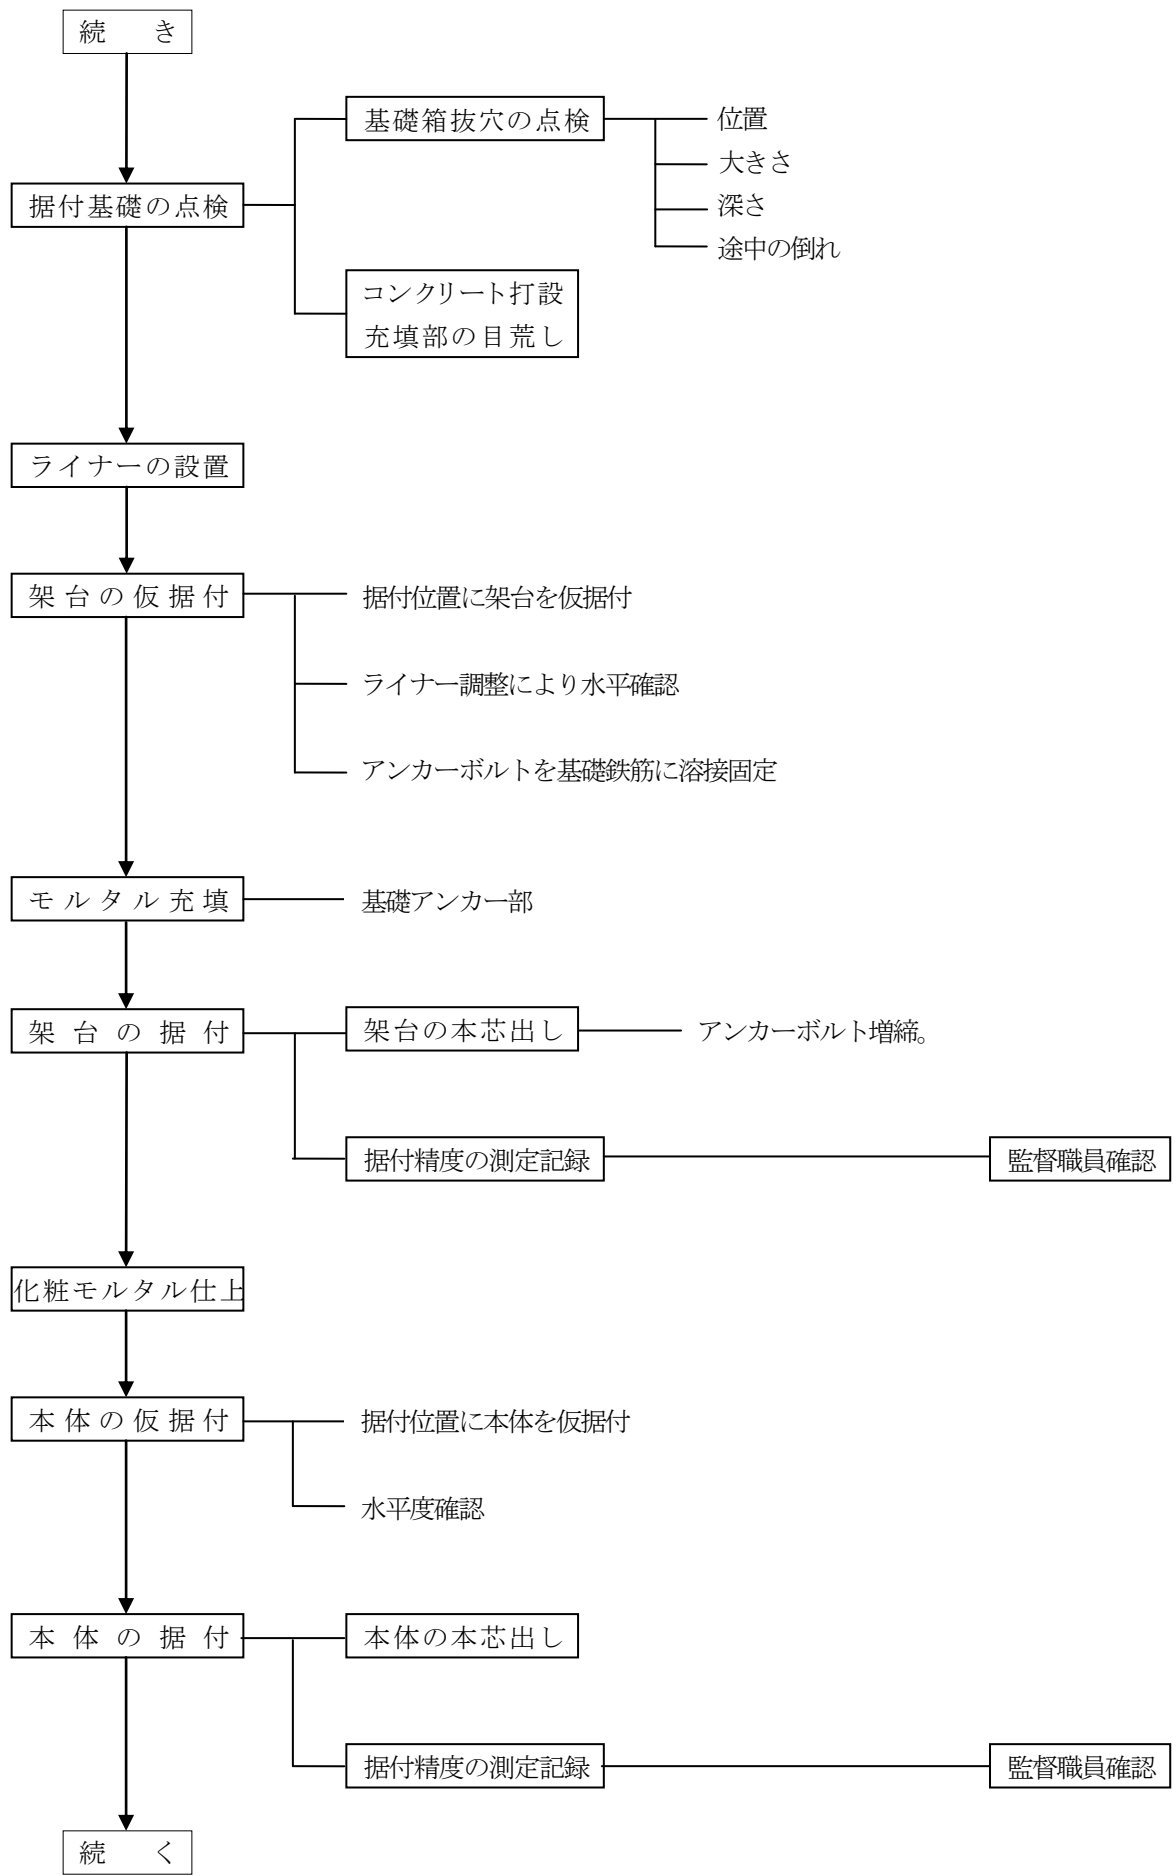 続 き
基礎箱抜穴の点検
位置
大きさ
据付基礎の点検
深さ
途中の倒れ
コンクリート打設
充填部の目荒し
ライナーの設置
架台の仮据付
据付位置に架台を仮据付
ライナー調整により水平確認
アンカーボルトを基礎鉄筋に溶接固定
モルタル充填
基礎アンカー部
架台の据付
架台の本芯出し
アンカーボルト増締。
据付精度の測定記録
監督職員確認
化粧モルタル仕上
本体の仮据付
据付位置に本体を仮据付
水平度確認
本体の据付
本体の本芯出し
据付精度の測定記録
監督職員確認
続 く